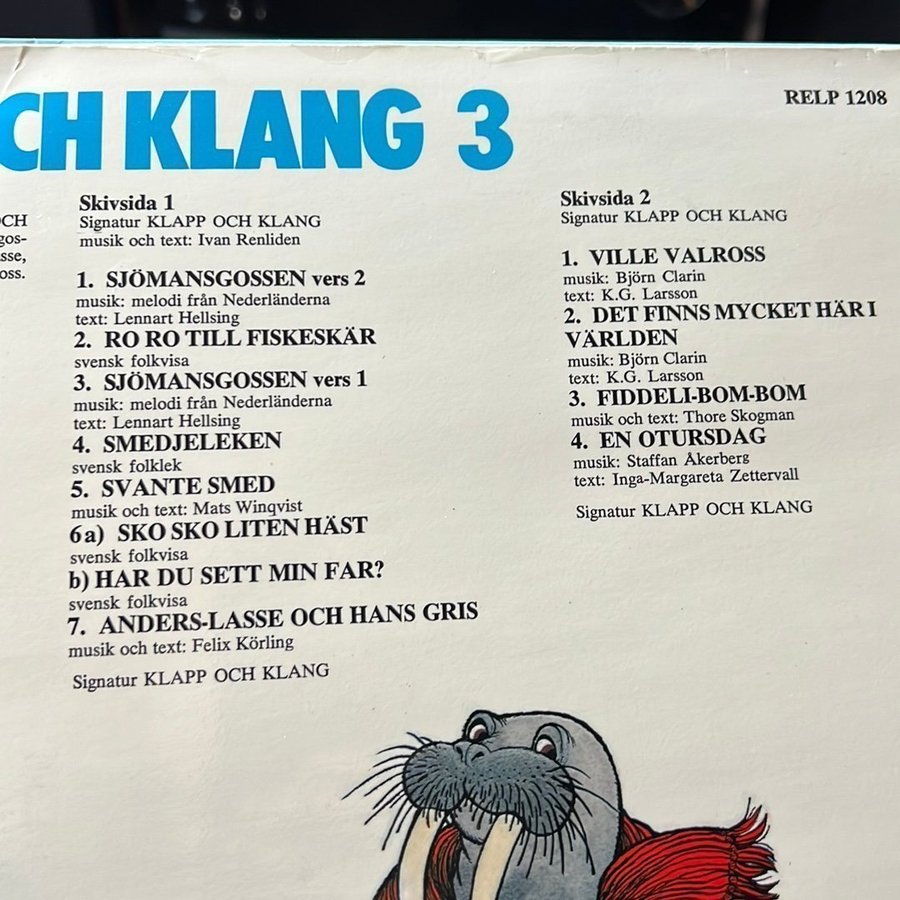 CH KLANG 3
RELP 1208
OCH
gos-
sse,
oss.
Skivsida 1
Signatur KLAPP OCH KLANG
musik och text: Ivan Renliden
1. SJÖMANSGOSSEN vers 2
musik: melodi från Nederländerna
text: Lennart Hellsing
2. RO RO TILL FISKESKÄR
svensk folkvisa
3. SJÖMANSGOSSEN vers 1
musik: melodi från Nederländerna
text: Lennart Hellsing
4. SMEDJELEKEN
svensk folklek
5. SVANTE SMED
musik och text: Mats Winqvist
6a) SKO SKO LITEN HÄST
svensk folkvisa
b) HAR DU SETT MIN FAR?
svensk folkvisa
7. ANDERS-LASSE OCH HANS GRIS
musik och text: Felix Körling
Signatur KLAPP OCH KLANG
Skivsida 2
Signatur KLAPP OCH KLANG
1. VILLE VALROSS
musik: Björn Clarin
text: K.G. Larsson
2. DET FINNS MYCKET HÄR I
VÄRLDEN
musik: Björn Clarin
text: K.G. Larsson
3. FIDDELI-BOM-BOM
musik och text: Thore Skogman
4. EN OTURSDAG
musik: Staffan Åkerberg
text: Inga-Margareta Zettervall
Signatur KLAPP OCH KLANG